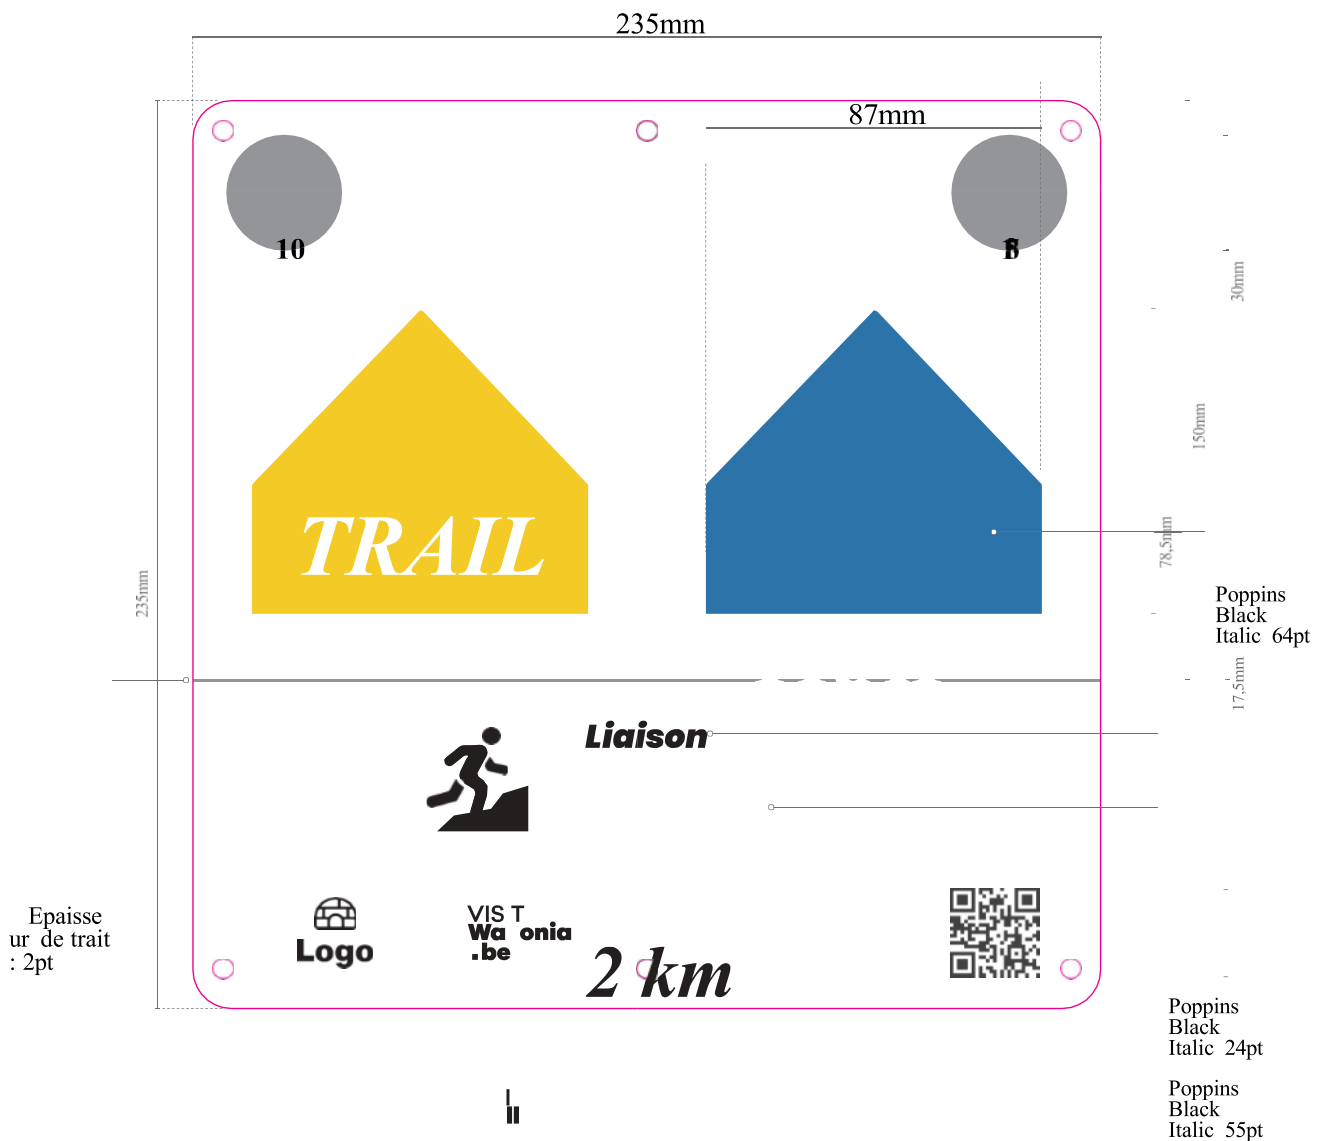 235mm
87mm
10
30mm
150mm
TRAIL
78,5mm
235mm
Poppins
Black
Italic 64pt
17,5mm
Liaison
Epaisse
ur de trait
: 2pt
Logo
VIS T
Wa onia
.be
2 km
Poppins
Black
Italic 24pt
Poppins
Black
Italic 55pt